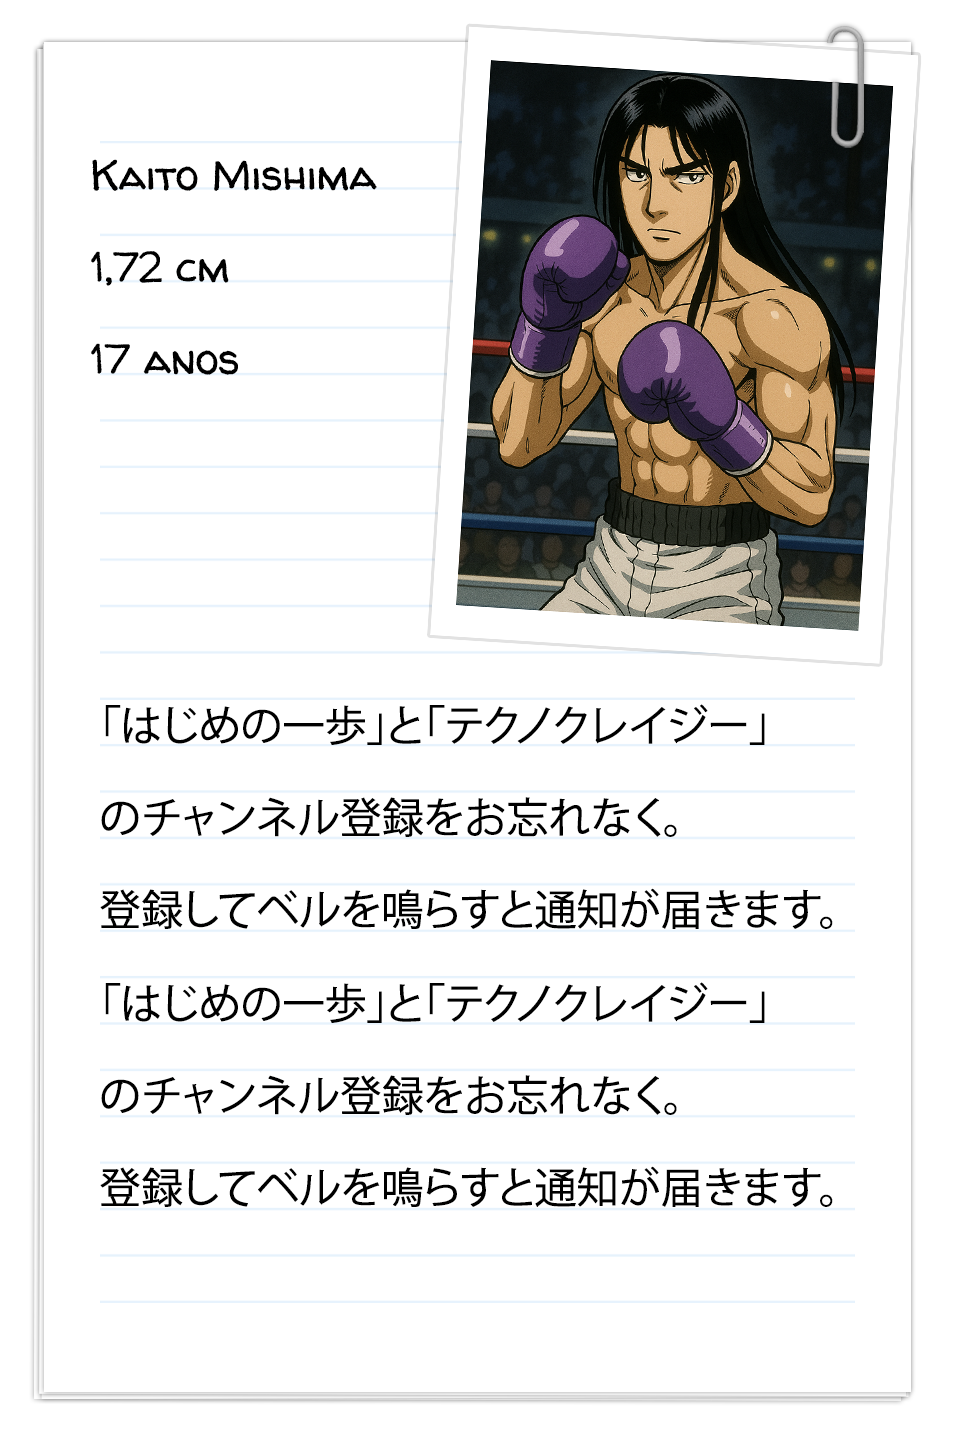 Kaito Mishima
1,72 cm
17 anos
「はじめの一歩」と「テクノクレイジー」
のチャンネル登録をお忘れなく。
登録してベルを鳴らすと通知が届きます。
「はじめの一歩」と「テクノクレイジー」
のチャンネル登録をお忘れなく。
登録してベルを鳴らすと通知が届きます。